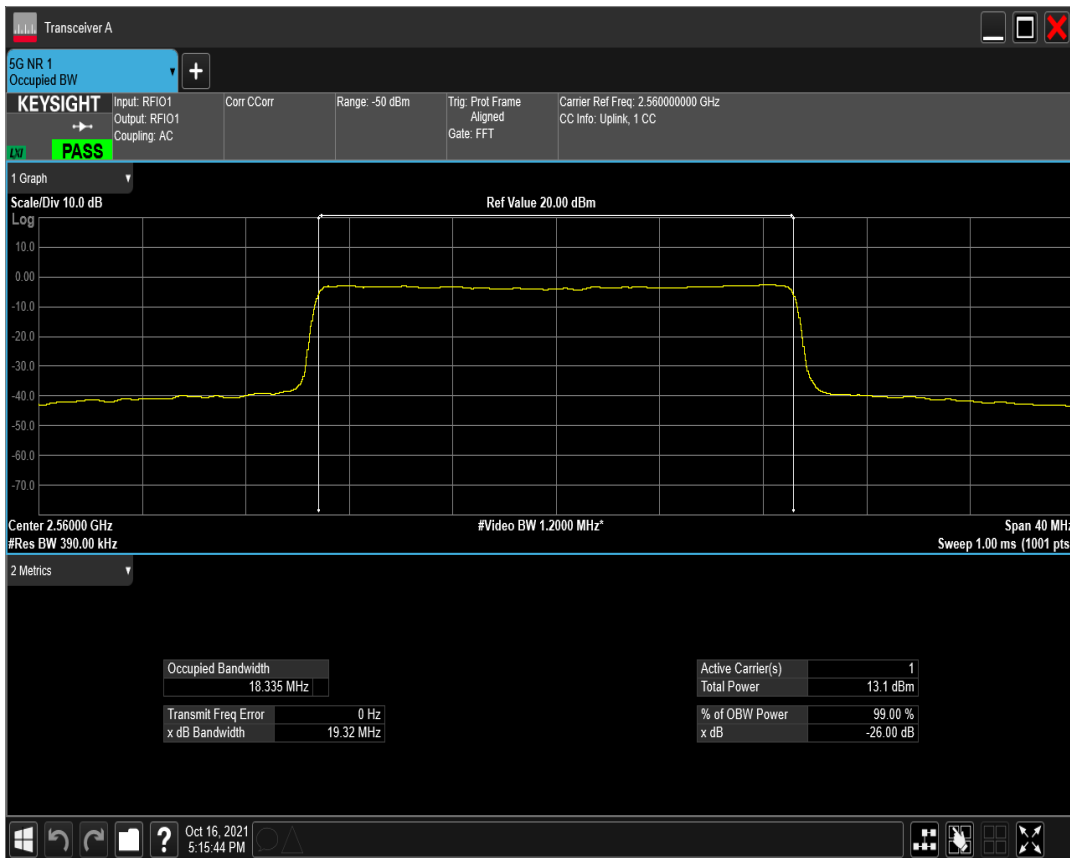 Transceiver A
5G NR 1
Occupied BW
KEYSIGHT
LXI
PASS
Input: RFIO1
Output: RFIO1
Coupling: AC
Corr CCorr
Range: -50 dBm
Trig: Prot Frame
Aligned
Gate: FFT
Carrier Ref Freq: 2.560000000 GHz
CC Info: Uplink, 1 CC
1 Graph
Scale/Div 10.0 dB
Ref Value 20.00 dBm
Log
10.0
0.00
-10.0
-20.0
-30.0
-40.0
-50.0
-60.0
-70.0
Center 2.56000 GHz
#Video BW 1.2000 MHz*
Span 40 MHz
#Res BW 390.00 kHz
Sweep 1.00 ms (1001 pts
2 Metrics
Occupied Bandwidth
18.335 MHz
Transmit Freq Error 0 Hz
x dB Bandwidth 19.32 MHz
Active Carrier(s) 1
Total Power 13.1 dBm
% of OBW Power 99.00 %
x dB -26.00 dB
?
Oct 16, 2021
5:15:44 PM